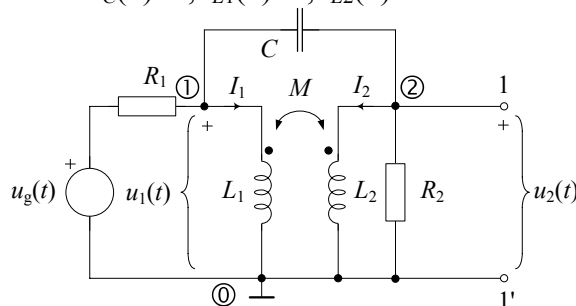 C
R1
①
I1
M
I2
②
1
+
+
+
ug(t)
u1(t)
L1
L2
R2
u2(t)
⓪
1'